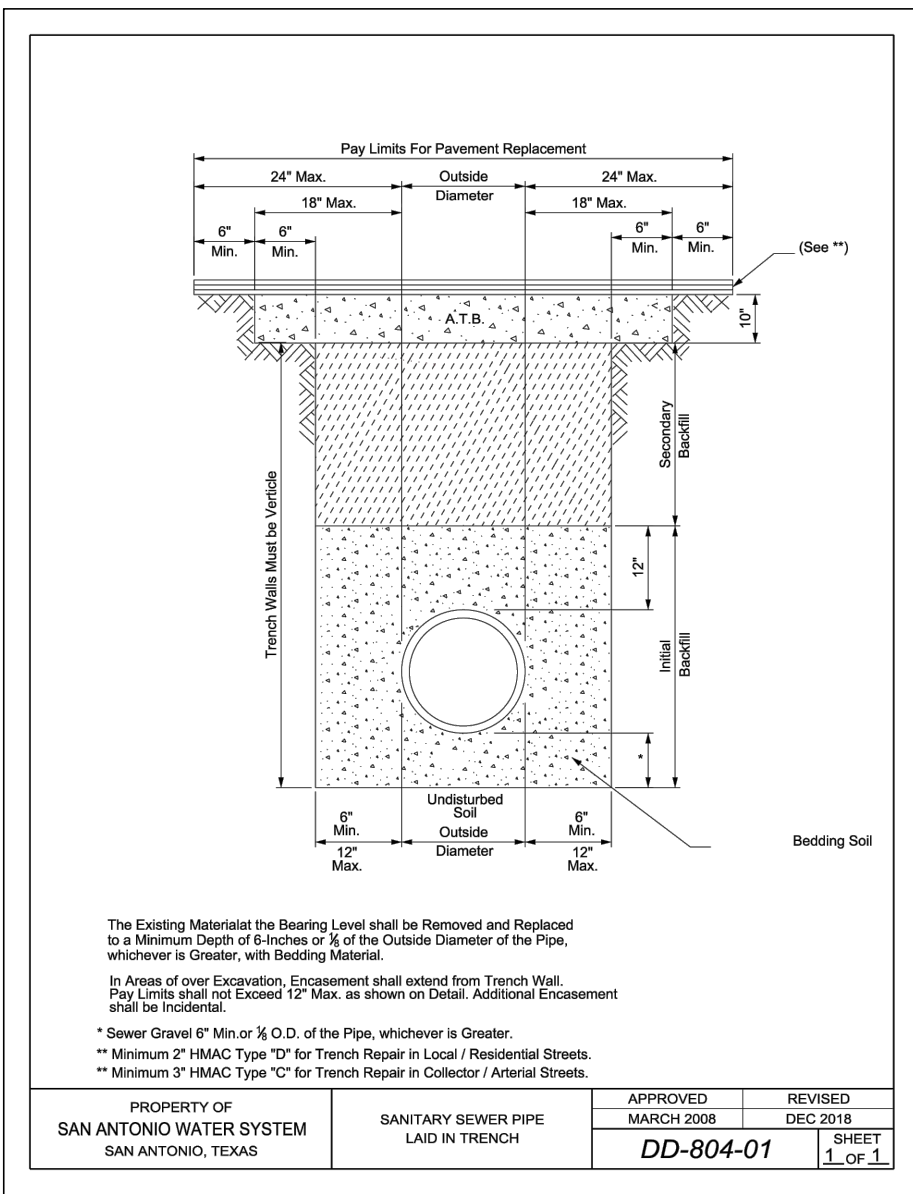 Pay Limits For Pavement Replacement
24" Max.
Outside
Diameter
24" Max.
18" Max.
18" Max.
6"
Min.
6"
Min.
6"
Min.
6"
Min.
(See **)
A.T.B.
10"
Secondary
Backfill
Trench Walls Must be Verticle
12"
Initial
Backfill
*
Undisturbed
Soil
6"
Min.
12"
Max.
Outside
Diameter
6"
Min.
12"
Max.
Bedding Soil
The Existing Materialat the Bearing Level shall be Removed and Replaced
to a Minimum Depth of 6-Inches or ⅛ of the Outside Diameter of the Pipe,
whichever is Greater, with Bedding Material.
In Areas of over Excavation, Encasement shall extend from Trench Wall.
Pay Limits shall not Exceed 12" Max. as shown on Detail. Additional Encasement
shall be Incidental.
* Sewer Gravel 6" Min.or ⅛ O.D. of the Pipe, whichever is Greater.
** Minimum 2" HMAC Type "D" for Trench Repair in Local / Residential Streets.
** Minimum 3" HMAC Type "C" for Trench Repair in Collector / Arterial Streets.
PROPERTY OF
SAN ANTONIO WATER SYSTEM
SAN ANTONIO, TEXAS
SANITARY SEWER PIPE
LAID IN TRENCH
APPROVED
MARCH 2008
REVISED
DEC 2018
DD-804-01
SHEET
1 OF 1